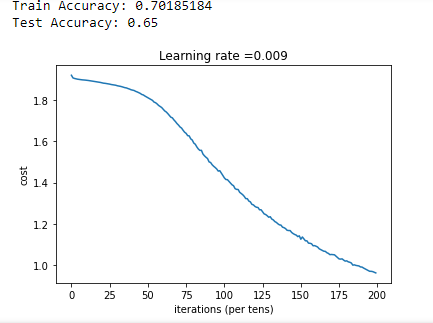 Train Accuracy: 0.70185184
Test Accuracy: 0.65
Learning rate =0.009
1.8
1.6
1.4
1.2
1.0
cost
0 25 50 75 100 125 150 175 200
iterations (per tens)